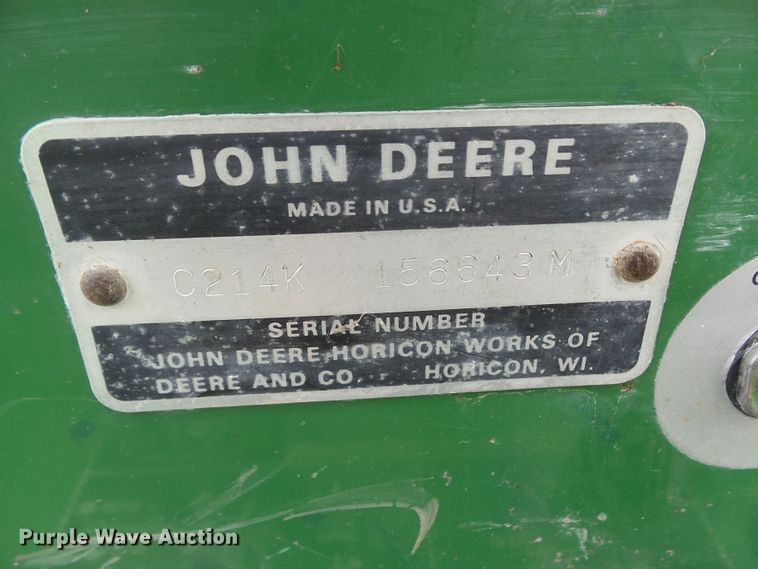 JOHN DEERE
MADE IN U.S.A.
C214K 156643 M
SERIAL NUMBER
JOHN DEERE HORICON WORKS OF
DEERE AND CO. HORICON, WI.
Purple Wave Auction